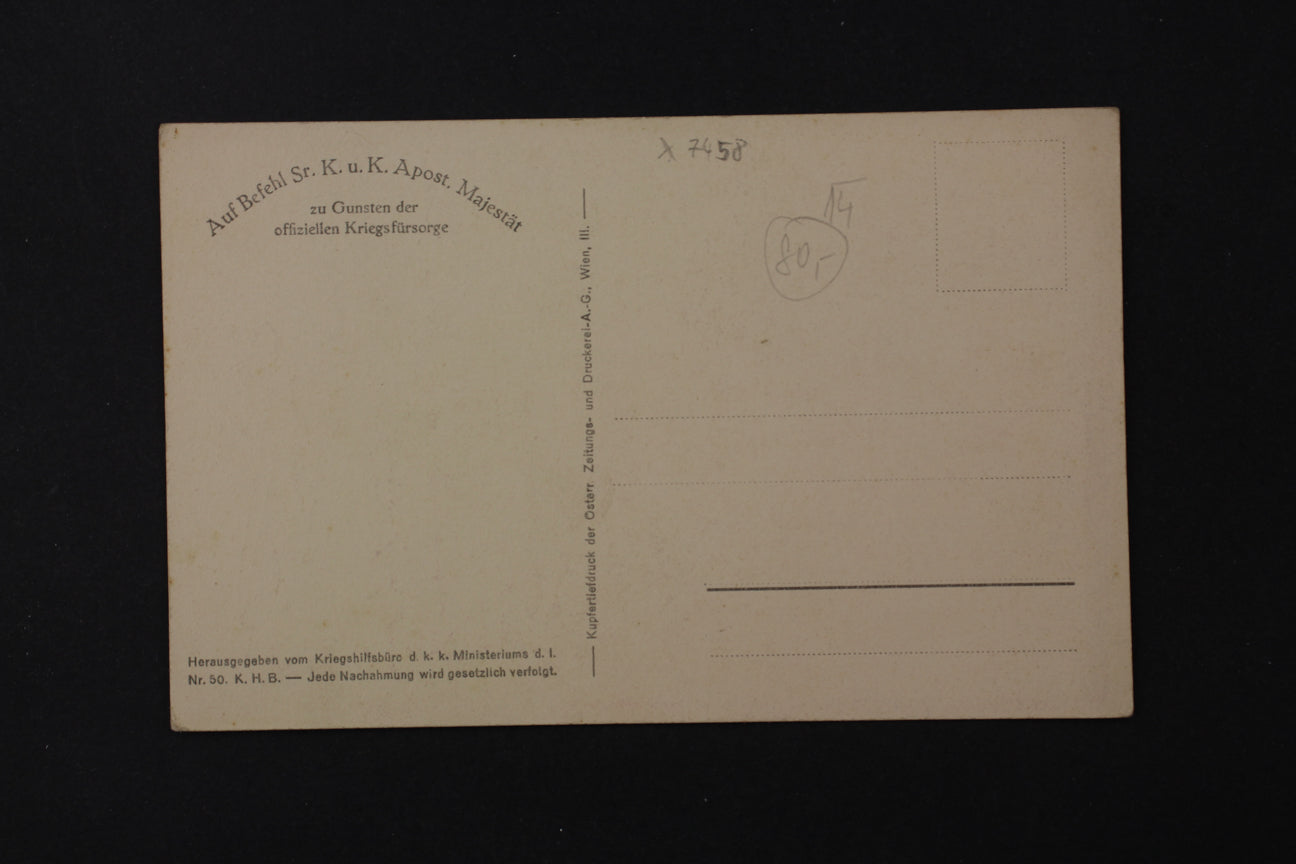 Auf Befehl Sr. K. u. K. Apost. Majestät
zu Gunsten der
offiziellen Kriegsfürsorge
Herausgegeben vom Kriegshilfsbüro d. k. k. Ministeriums d. I.
Nr. 50. K. H. B. — Jede Nachahmung wird gesetzlich verfolgt.
Kupfertiefdruck der Österr. Zeitungs- und Druckerei-A.-G., Wien, III.
X 7458
14
80,-